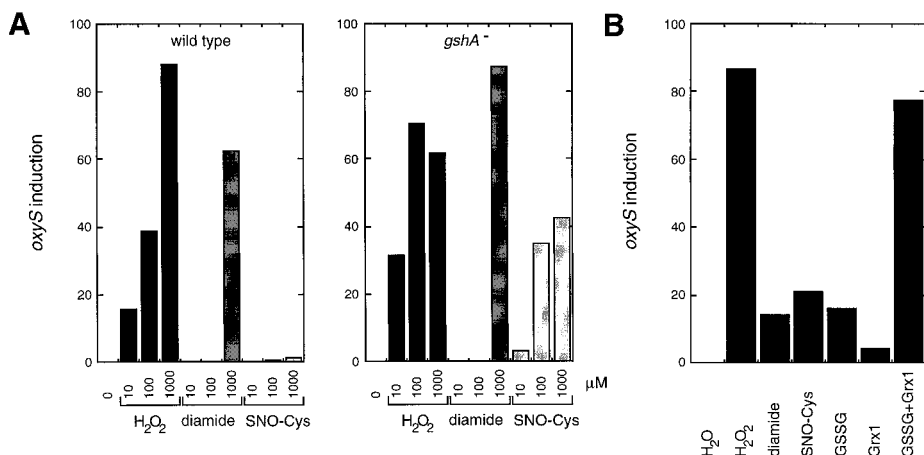 A
wild type
gshA⁻
oxyS induction
100
80
60
40
20
0
0
10
100
1000
10
100
1000
10
100
1000
H₂O₂
diamide
SNO-Cys
100
80
60
40
20
0
0
10
100
1000
10
100
1000
10
100
1000
μM
H₂O₂
diamide
SNO-Cys
B
oxyS induction
100
80
60
40
20
0
H₂O
H₂O₂
diamide
SNO-Cys
GSSG
Grx1
GSSG+Grx1